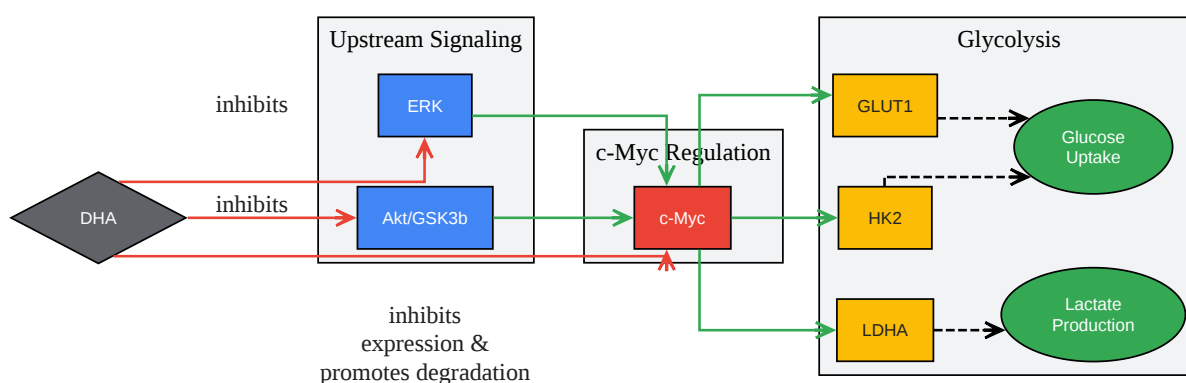 Upstream Signaling
Glycolysis
inhibits
ERK
GLUT1
Glucose
Uptake
c-Myc Regulation
DHA
inhibits
Akt/GSK3b
c-Myc
HK2
Lactate
Production
LDHA
inhibits
expression &
promotes degradation